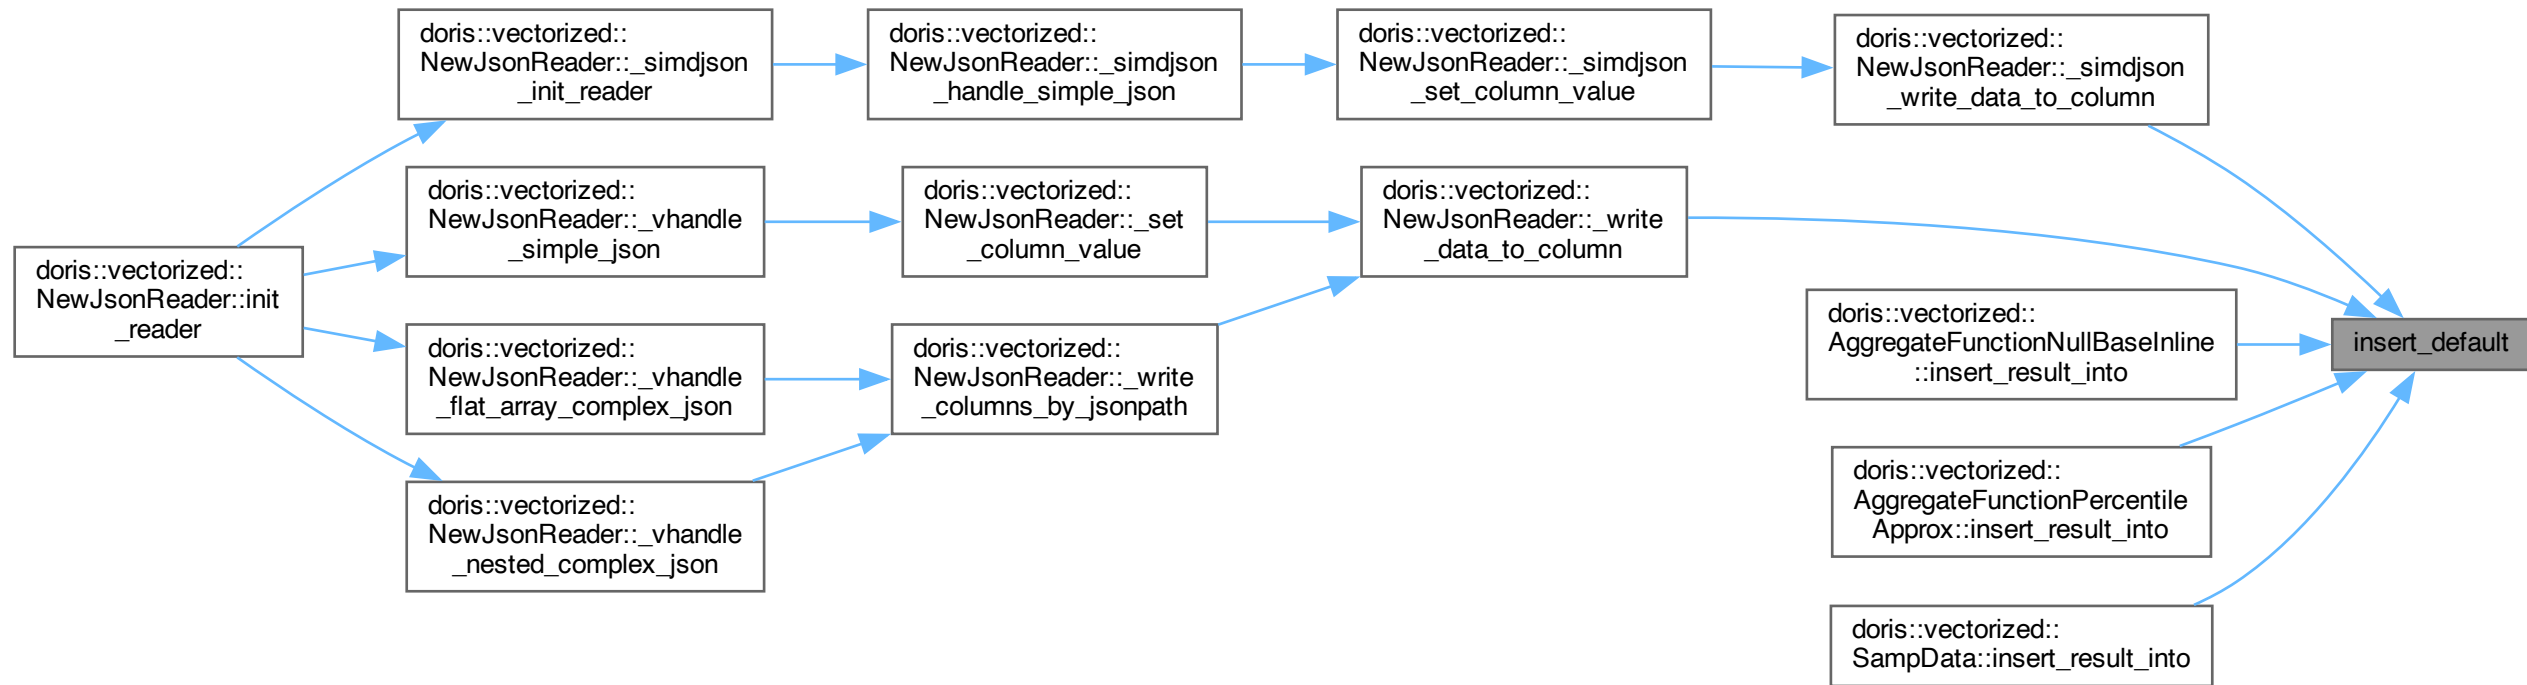 doris::vectorized::
NewJsonReader::_simdjson
_init_reader
doris::vectorized::
NewJsonReader::_simdjson
_handle_simple_json
doris::vectorized::
NewJsonReader::_simdjson
_set_column_value
doris::vectorized::
NewJsonReader::_simdjson
_write_data_to_column
doris::vectorized::
NewJsonReader::_vhandle
_simple_json
doris::vectorized::
NewJsonReader::_set
_column_value
doris::vectorized::
NewJsonReader::_write
_data_to_column
doris::vectorized::
NewJsonReader::init
_reader
doris::vectorized::
AggregateFunctionNullBaseInline
::insert_result_into
insert_default
doris::vectorized::
NewJsonReader::_vhandle
_flat_array_complex_json
doris::vectorized::
NewJsonReader::_write
_columns_by_jsonpath
doris::vectorized::
AggregateFunctionPercentile
Approx::insert_result_into
doris::vectorized::
NewJsonReader::_vhandle
_nested_complex_json
doris::vectorized::
SampData::insert_result_into